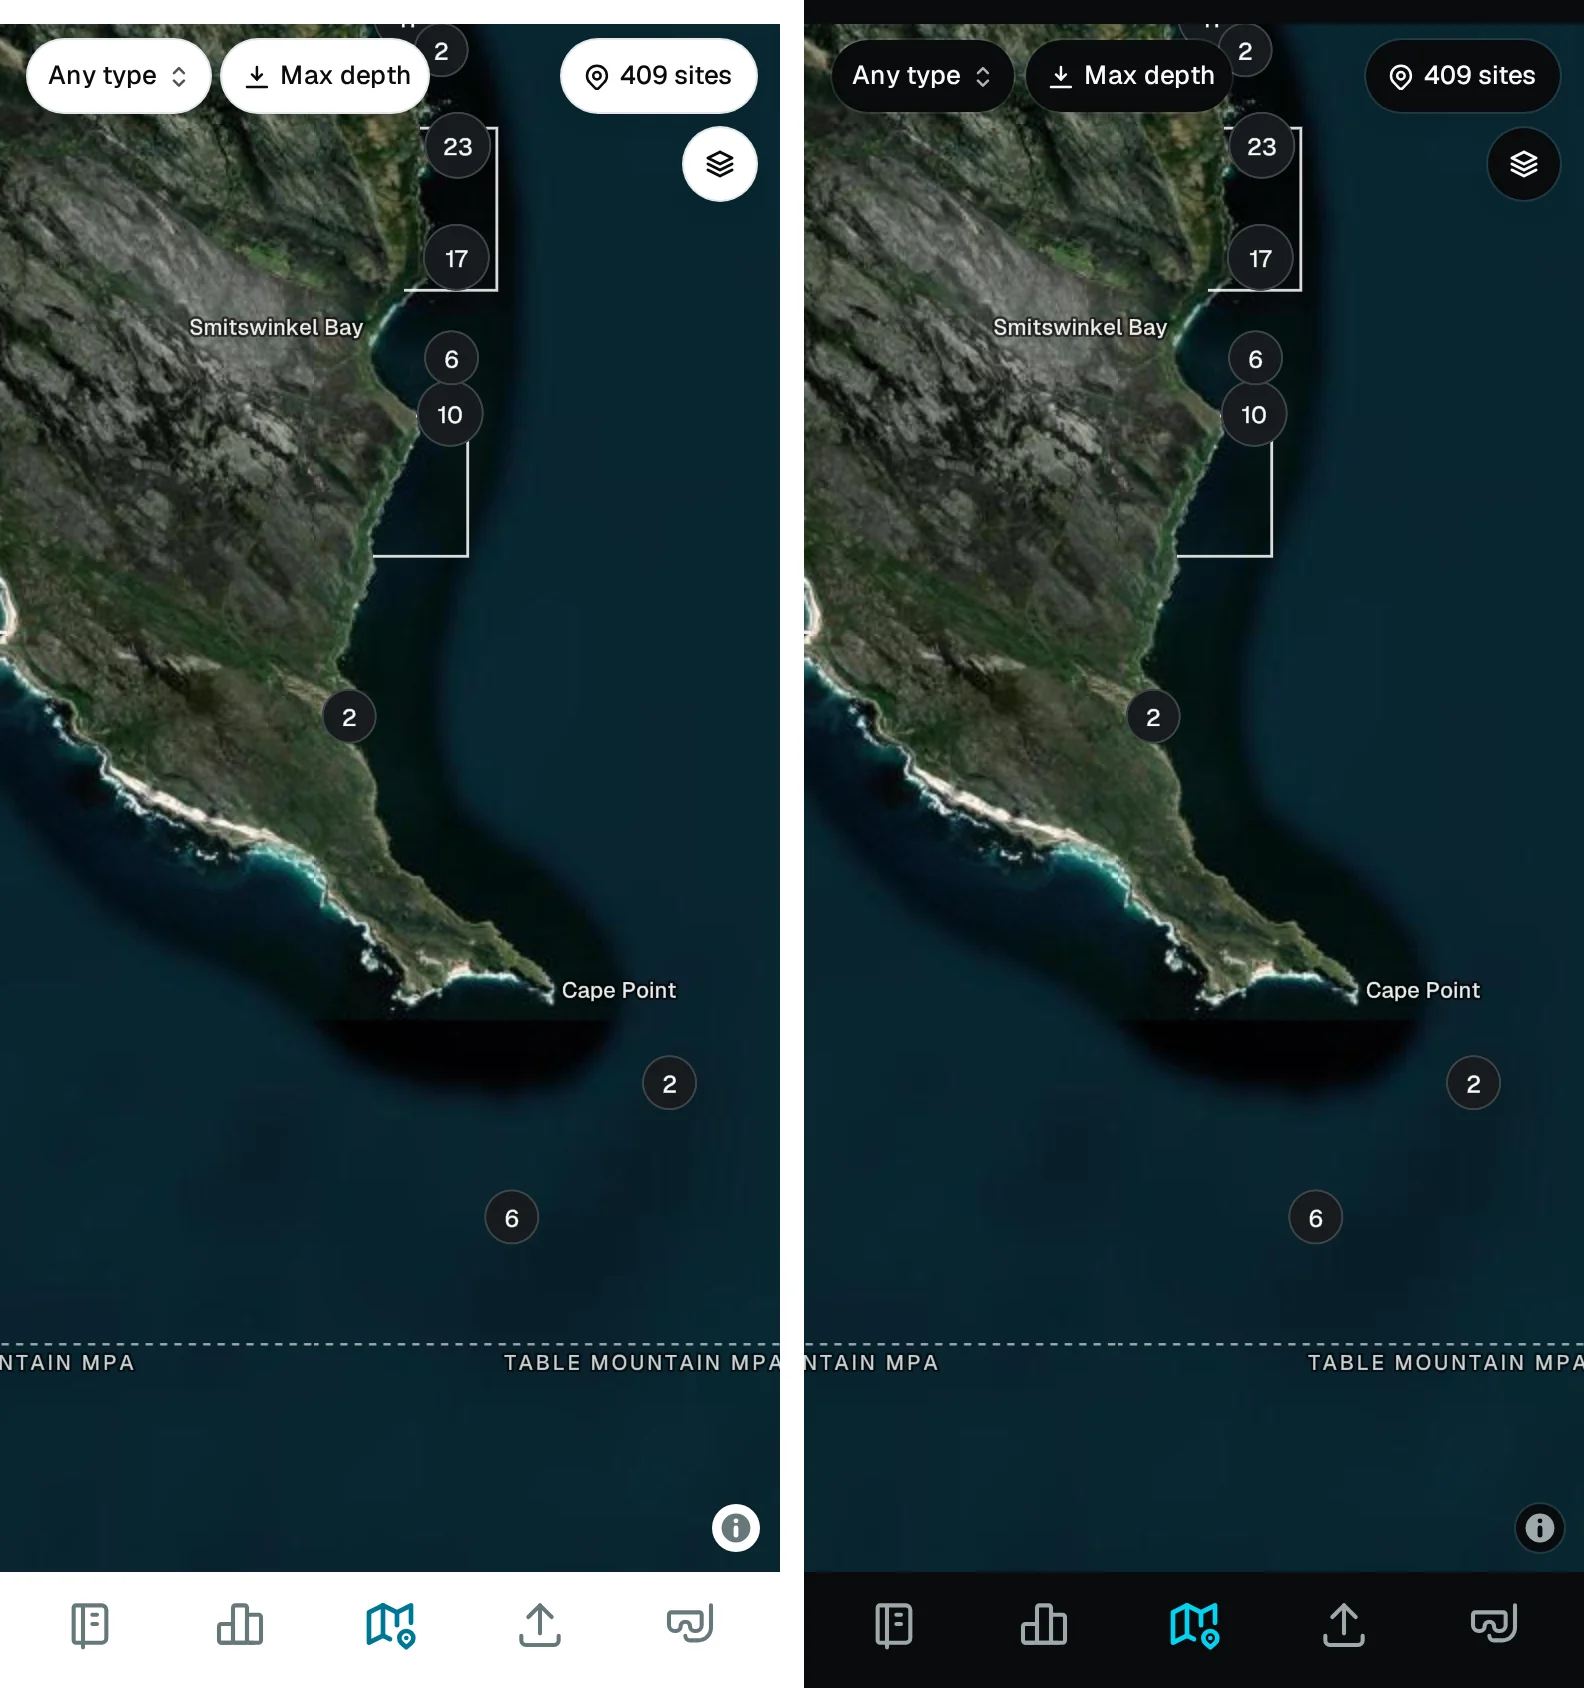 2
2
Any type
Max depth
409 sites
Any type
Max depth
409 sites
23
23
17
17
Smitswinkel Bay
Smitswinkel Bay
6
6
10
10
2
2
Cape Point
Cape Point
2
2
6
6
NTAIN MPA
TABLE MOUNTAIN MPA
NTAIN MPA
TABLE MOUNTAIN MPA